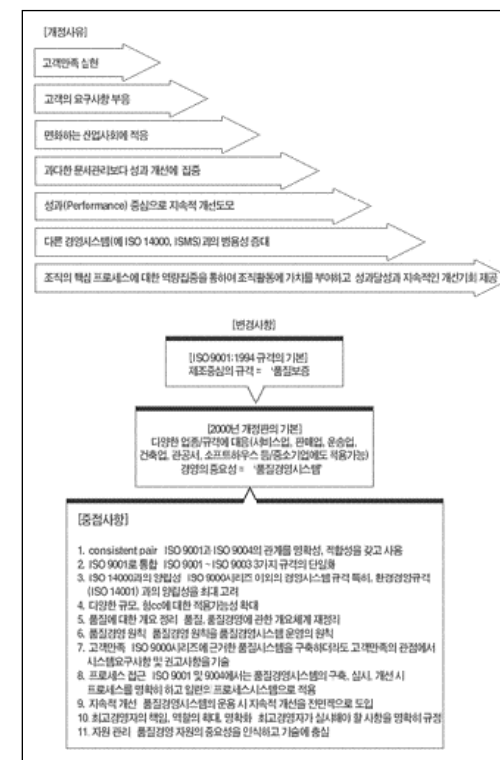 [개정사유]
고객만족 실현
고객의 요구사항 부응
변화하는 산업사회에 적응
과다한 문서관리보다 성과 개선에 집중
성과(Performance) 중심으로 지속적 개선도모
다른 경영시스템(예 ISO 14000, ISMS) 과의 병용성 증대
조직의 핵심 프로세스에 대한 역량집중을 통하여 조직활동에 가치를 부여하고 성과달성과 지속적인 개선기회 제공
[변경사항]
[ISO 9001:1994 규격의 기본]
제조중심의 규격 = '품질보증
[2000년 개정판의 기본]
다양한 업종/규격에 대응(서비스업, 판매업, 운송업,
건축업, 관공서, 소프트하우스 등/중소기업에도 적용가능)
경영의 중요성 = '품질경영시스템'
[중점사항]
1. consistent pair ISO 9001과 ISO 9004의 관계를 명확성, 적합성을 갖고 사용
2. ISO 9001로 통합 ISO 9001 ~ ISO 9003 3가지 규격의 단일화
3. ISO 14000과의 양립성 ISO 9000시리즈 이외의 경영시스템 규격 특히, 환경경영규격
(ISO 14001) 과의 양립성을 최대 고려
4. 다양한 규모, 형cc에 대한 적용가능성 확대
5. 품질에 대한 개요 정리 품질, 품질경영에 관한 개요체계 재정리
6. 품질경영 원칙 품질경영 원칙을 품질경영시스템 운영의 원칙
7. 고객만족 ISO 9000시리즈에 근거한 품질시스템을 구축하더라도 고객만족의 관점에서
시스템요구사항 및 권고사항을 기술
8. 프로세스 접근 ISO 9001 및 9004에서는 품질경영시스템의 구축, 실시, 개선 시
프로세스를 명확히 하고 일련의 프로세스시스템으로 적용
9. 지속적 개선 품질경영시스템의 운용 시 지속적 개선을 전면적으로 도입
10. 최고경영자의 책임, 역할의 확대, 명확화 최고경영자가 실시해야 할 사항을 명확히 규정
11. 자원 관리 품질경영 자원의 중요성을 인식하고 기술에 충실